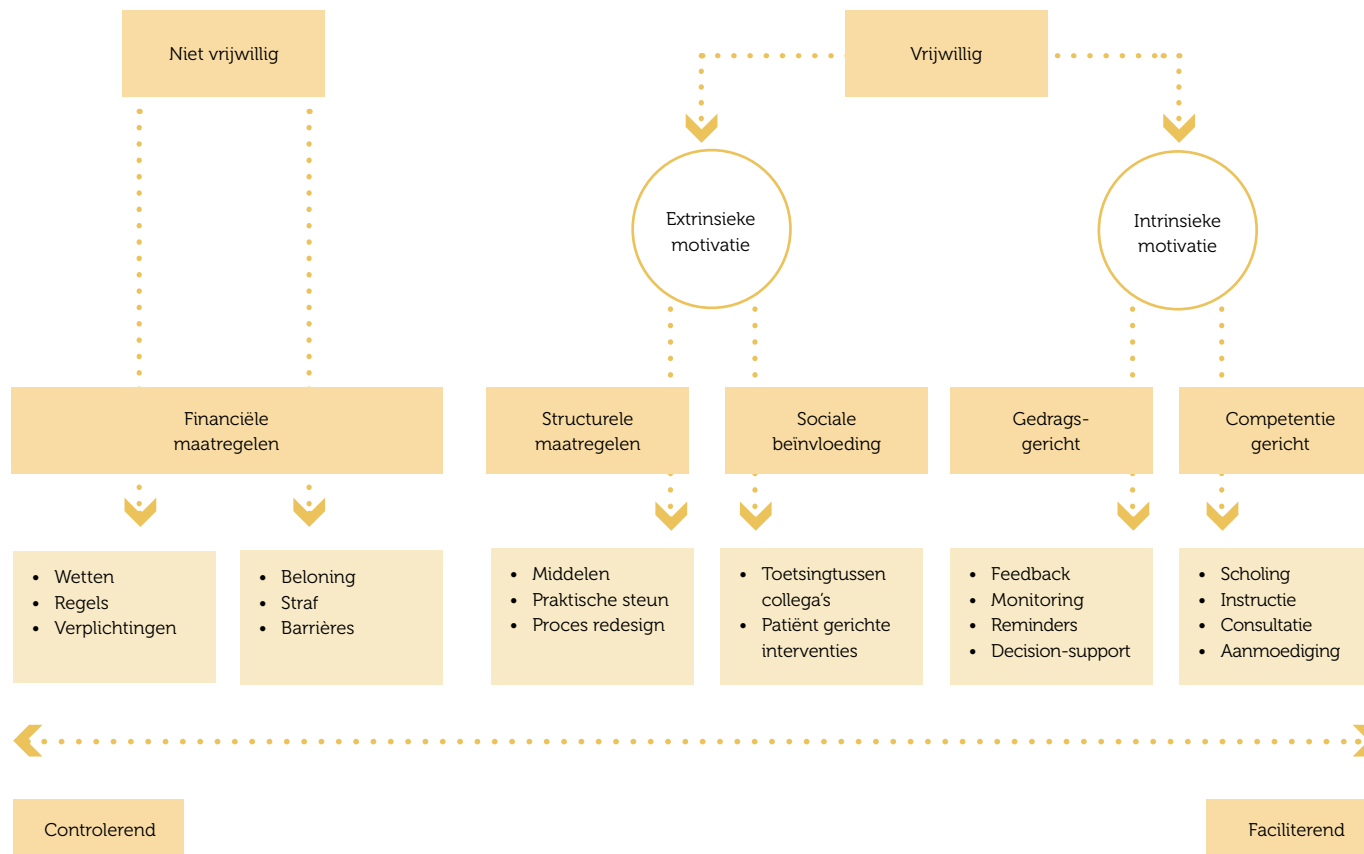 Niet vrijwillig
Vrijwillig
Extrinsieke
motivatie
Intrinsieke
motivatie
Financiële
maatregelen
Structurele
maatregelen
Sociale
beïnvloeding
Gedrags-
gericht
Competentie
gericht
• Wetten
• Regels
• Verplichtingen
• Beloning
• Straf
• Barrières
• Middelen
• Praktische steun
• Proces redesign
• Toetsingtussen
collega's
• Patiënt gerichte
interventies
• Feedback
• Monitoring
• Reminders
• Decision-support
• Scholing
• Instructie
• Consultatie
• Aanmoediging
Controlerend
Faciliterend